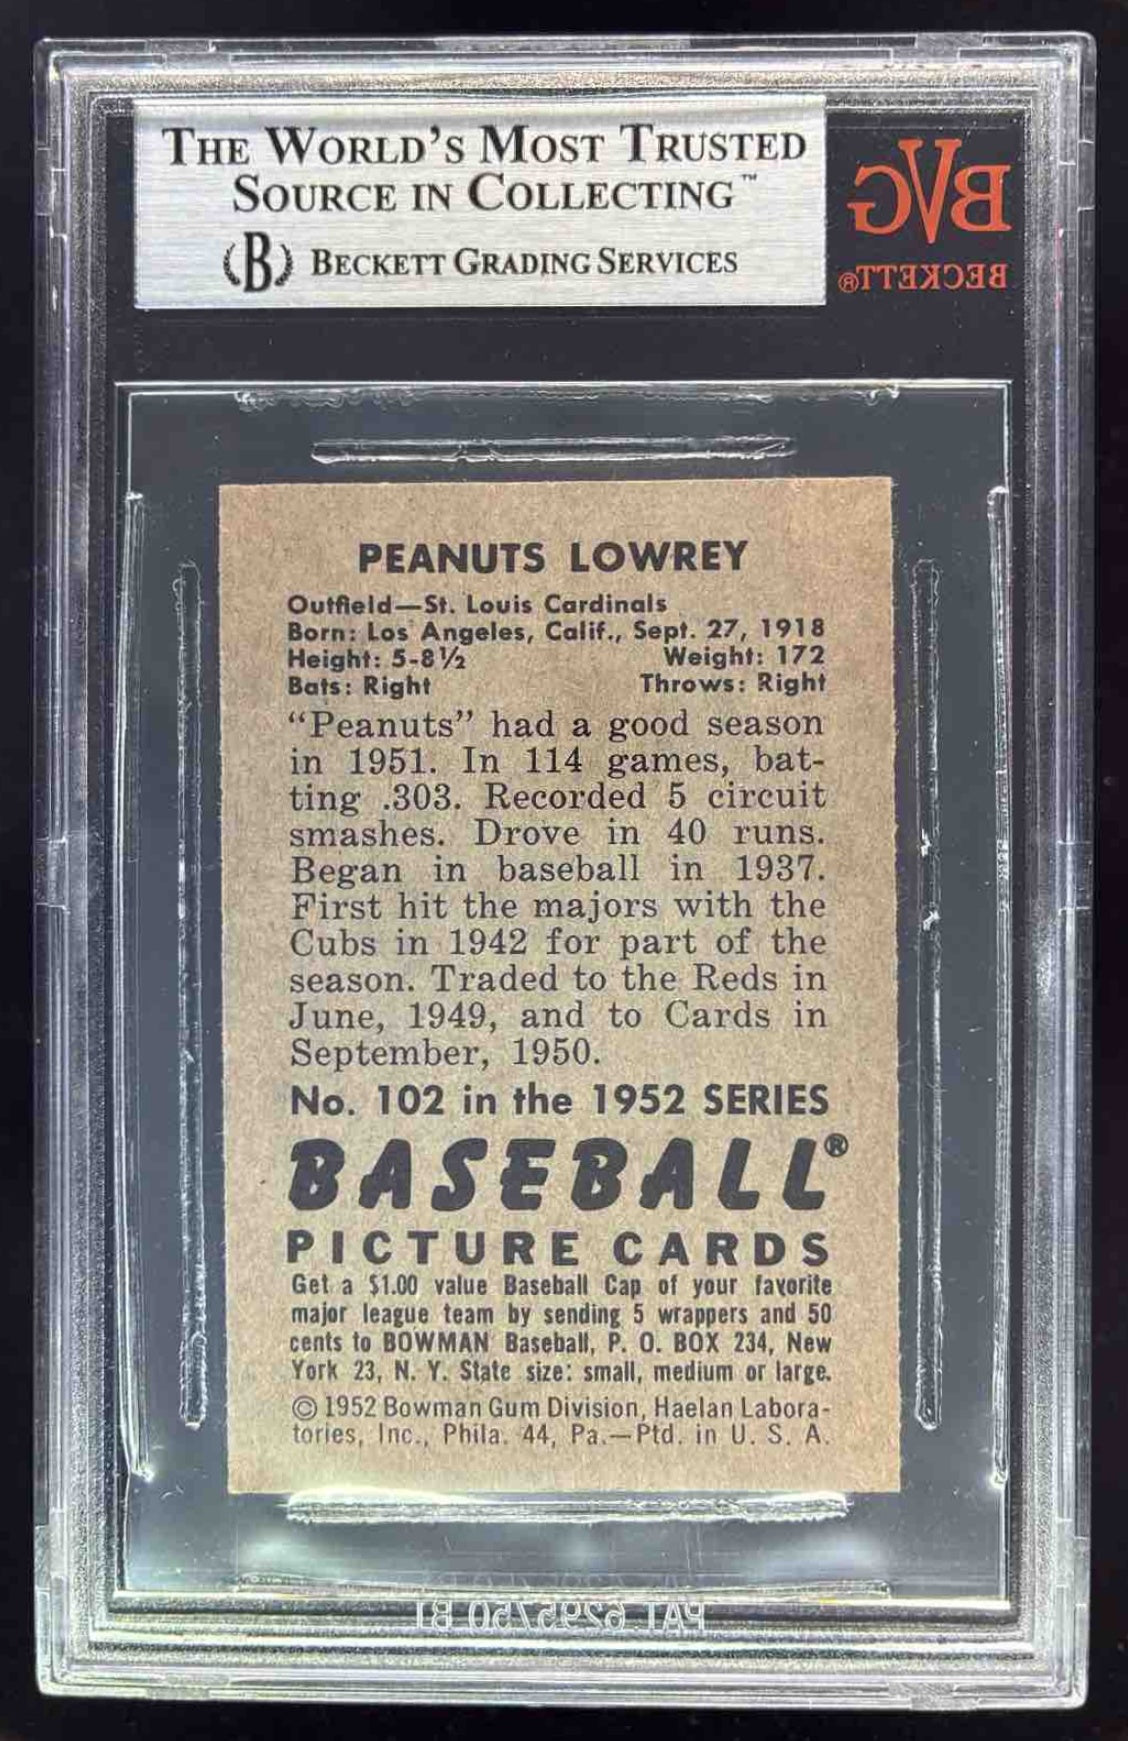 THE WORLD'S MOST TRUSTED
SOURCE IN COLLECTING™
B BECKETT GRADING SERVICES
BVG
BECKETT®
PEANUTS LOWREY
Outfield—St. Louis Cardinals
Born: Los Angeles, Calif., Sept. 27, 1918
Height: 5-8½ Weight: 172
Bats: Right Throws: Right
"Peanuts" had a good season
in 1951. In 114 games, bat-
ting .303. Recorded 5 circuit
smashes. Drove in 40 runs.
Began in baseball in 1937.
First hit the majors with the
Cubs in 1942 for part of the
season. Traded to the Reds in
June, 1949, and to Cards in
September, 1950.
No. 102 in the 1952 SERIES
BASEBALL®
PICTURE CARDS
Get a $1.00 value Baseball Cap of your favorite
major league team by sending 5 wrappers and 50
cents to BOWMAN Baseball, P. O. BOX 234, New
York 23, N. Y. State size: small, medium or large.
© 1952 Bowman Gum Division, Haelan Labora-
tories, Inc., Phila. 44, Pa.—Ptd. in U. S. A.
PAT 6295750 B1